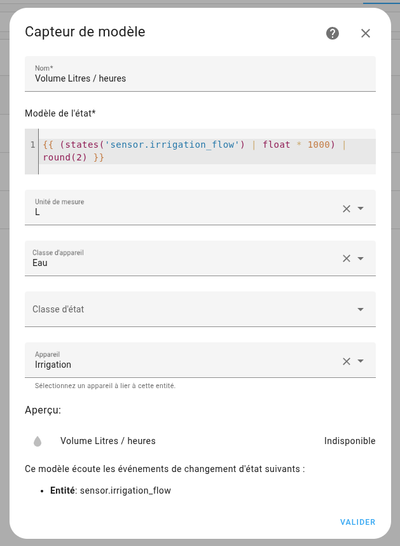 Capteur de modèle
Nom*
Volume Litres / heures
Modèle de l'état*
1 {{ (states('sensor.irrigation_flow') | float * 1000) |
round(2) }}
Unité de mesure
L
Classe d'appareil
Eau
Classe d'état
Appareil
Irrigation
Sélectionnez un appareil à lier à cette entité.
Aperçu:
Volume Litres / heures Indisponible
Ce modèle écoute les événements de changement d'état suivants :
• Entité: sensor.irrigation_flow
VALIDER